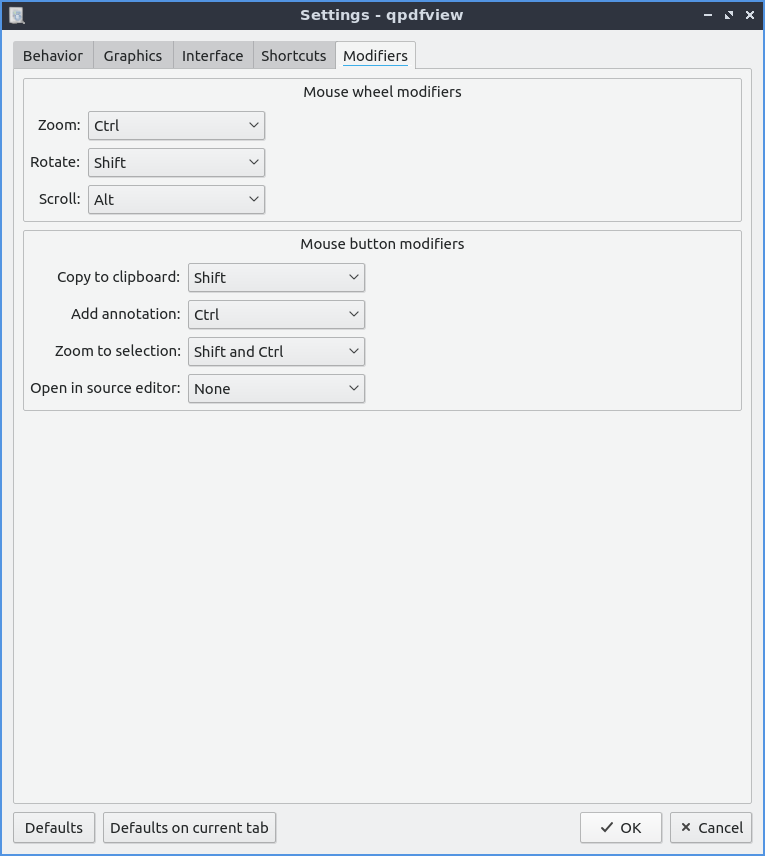 Settings - qpdfview
Behavior Graphics Interface Shortcuts Modifiers
Mouse wheel modifiers
Zoom: Ctrl
Rotate: Shift
Scroll: Alt
Mouse button modifiers
Copy to clipboard: Shift
Add annotation: Ctrl
Zoom to selection: Shift and Ctrl
Open in source editor: None
Defaults Defaults on current tab OK Cancel